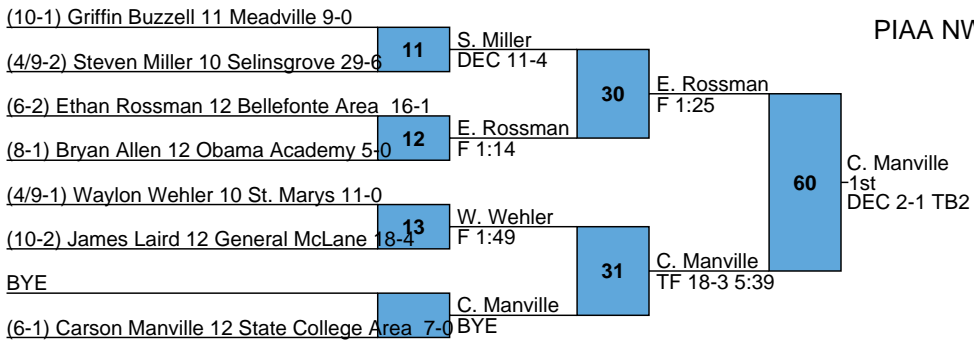 (10-1) Griffin Buzzell 11 Meadville 9-0
PIAA NW
11
S. Miller
DEC 11-4
(4/9-2) Steven Miller 10 Selinsgrove 29-6
30
E. Rossman
F 1:25
(6-2) Ethan Rossman 12 Bellefonte Area 16-1
12
E. Rossman
F 1:14
(8-1) Bryan Allen 12 Obama Academy 5-0
60
C. Manville
1st
DEC 2-1 TB2
(4/9-1) Waylon Wehler 10 St. Marys 11-0
13
W. Wehler
F 1:49
(10-2) James Laird 12 General McLane 18-4
31
C. Manville
TF 18-3 5:39
BYE
C. Manville
BYE
(6-1) Carson Manville 12 State College Area 7-0